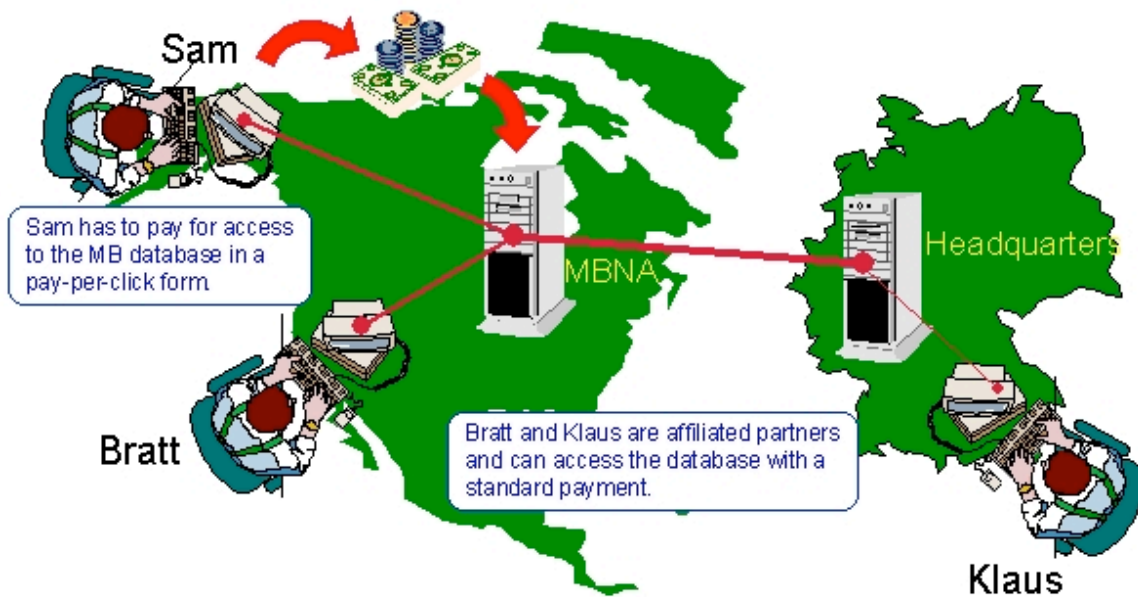 Sam
Sam has to pay for access
to the MB database in a
pay-per-click form.
MBNA
Headquarters
Bratt
Bratt and Klaus are affiliated partners
and can access the database with a
standard payment.
Klaus